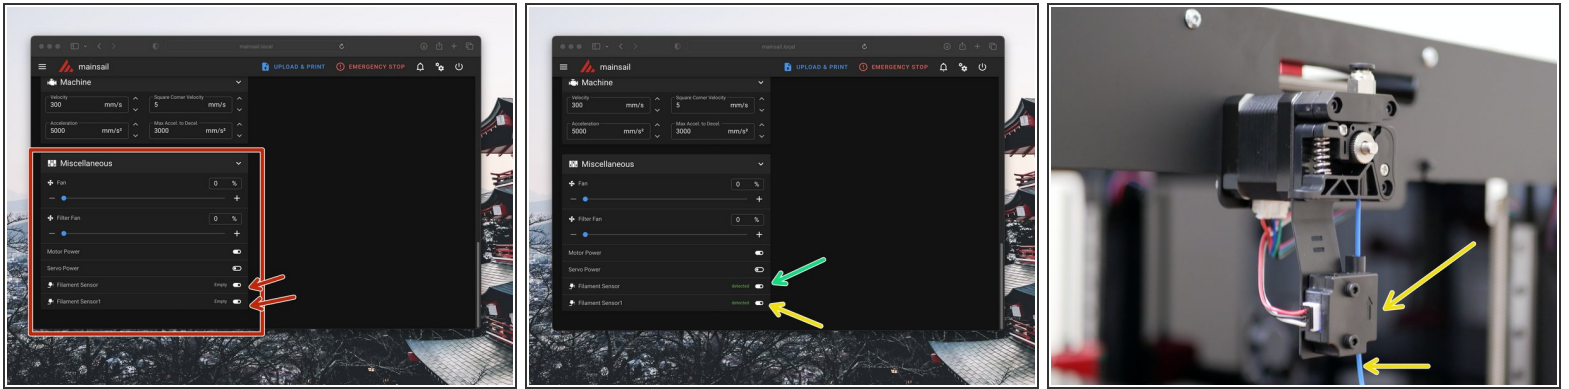 mainsail.local
mainsail
UPLOAD & PRINT
EMERGENCY STOP
Machine
Velocity
300
mm/s
Square Corner Velocity
5
mm/s
Acceleration
5000
mm/s²
Max Accel. to Decel.
3000
mm/s²
Miscellaneous
Fan
0 %
Filter Fan
0 %
Motor Power
Servo Power
Filament Sensor Empty
Filament Sensor1 Empty
mainsail.local
mainsail
UPLOAD & PRINT
EMERGENCY STOP
Machine
Velocity
300
mm/s
Square Corner Velocity
5
mm/s
Acceleration
5000
mm/s²
Max Accel. to Decel.
3000
mm/s²
Miscellaneous
Fan
0 %
Filter Fan
0 %
Motor Power
Servo Power
Filament Sensor detected
Filament Sensor1 detected